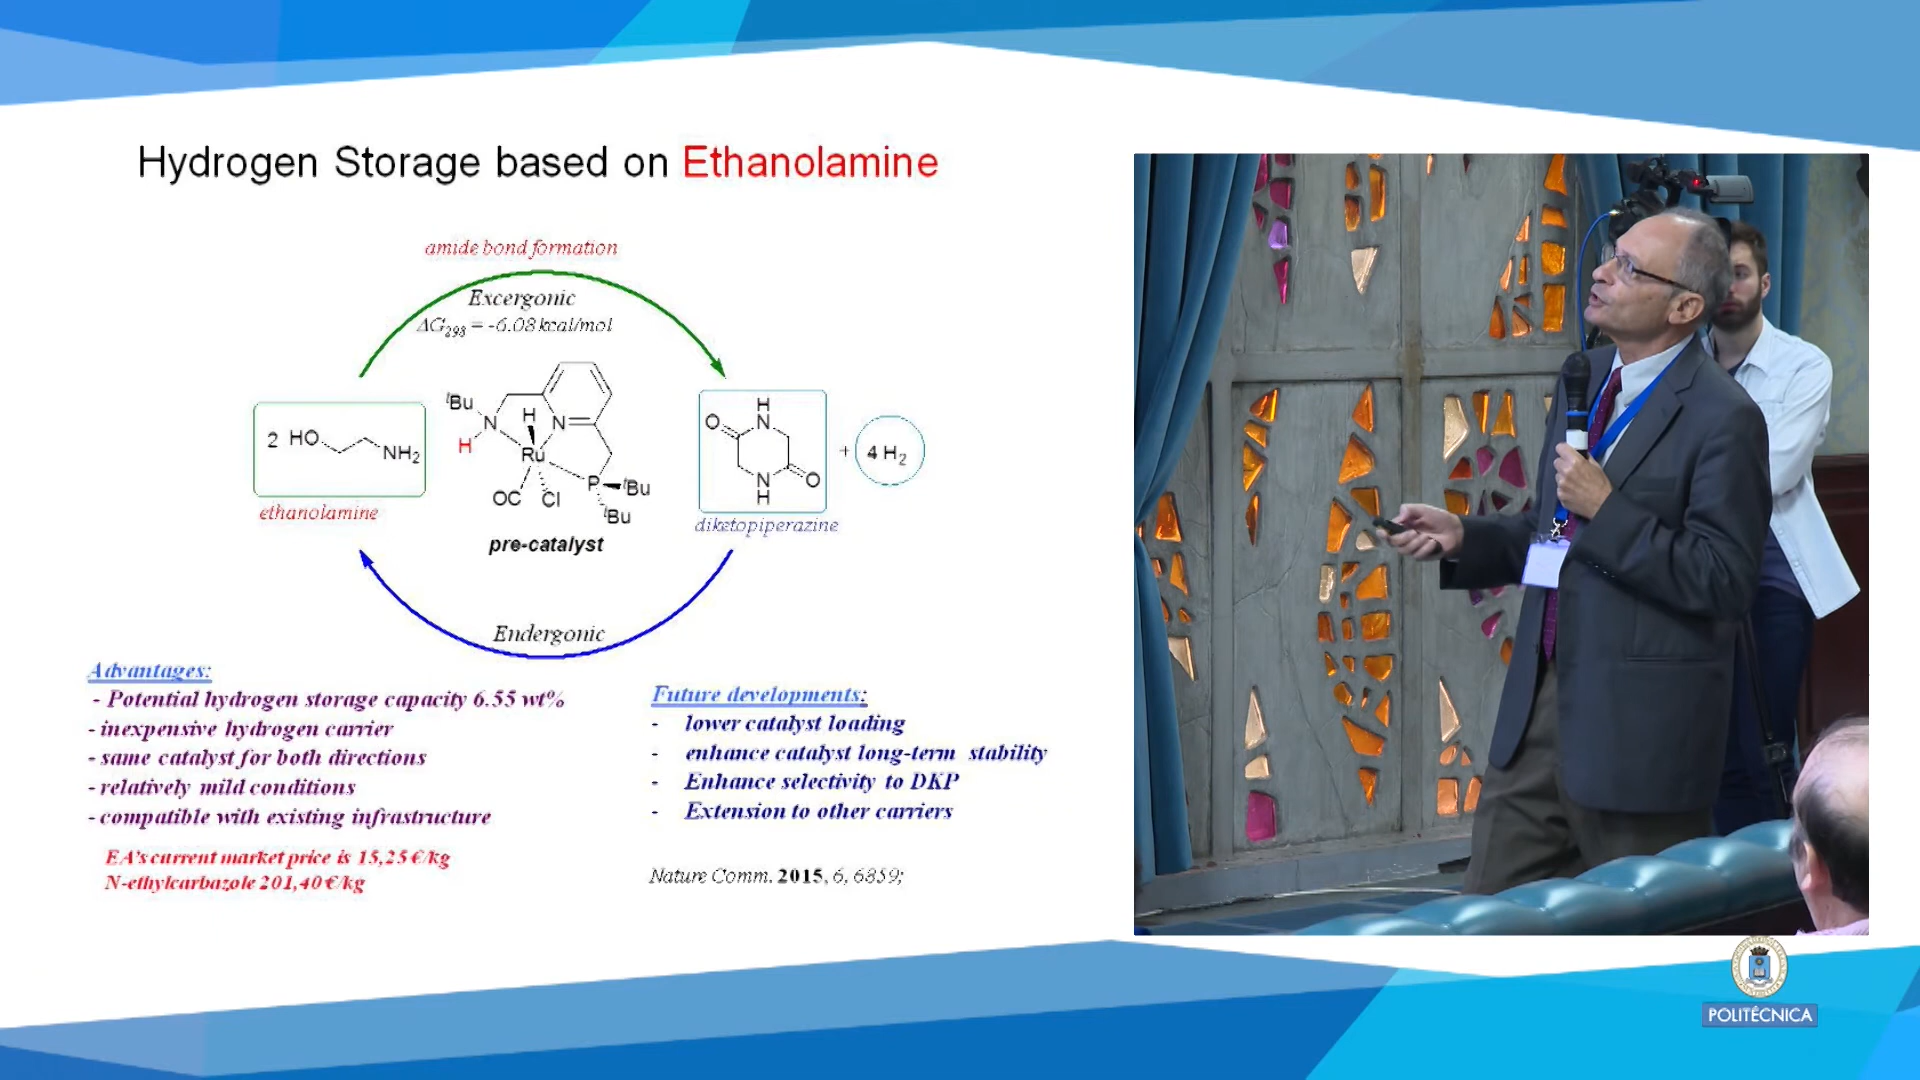 Hydrogen Storage based on Ethanolamine
amide bond formation
Excergonic
ΔG298 = -6.08 kcal/mol
tBu
N
H
H
N
Ru
OC
Cl
P
tBu
tBu
pre-catalyst
2 HO
NH2
ethanolamine
H
N
O
O
N
H
diketopiperazine
+ 4 H2
Endergonic
Advantages:
- Potential hydrogen storage capacity 6.55 wt%
- inexpensive hydrogen carrier
- same catalyst for both directions
- relatively mild conditions
- compatible with existing infrastructure
EA's current market price is 15,25 €/kg
N-ethylcarbazole 201,40 €/kg
Future developments:
- lower catalyst loading
- enhance catalyst long-term stability
- Enhance selectivity to DKP
- Extension to other carriers
Nature Comm. 2015, 6, 6859;
POLITÉCNICA